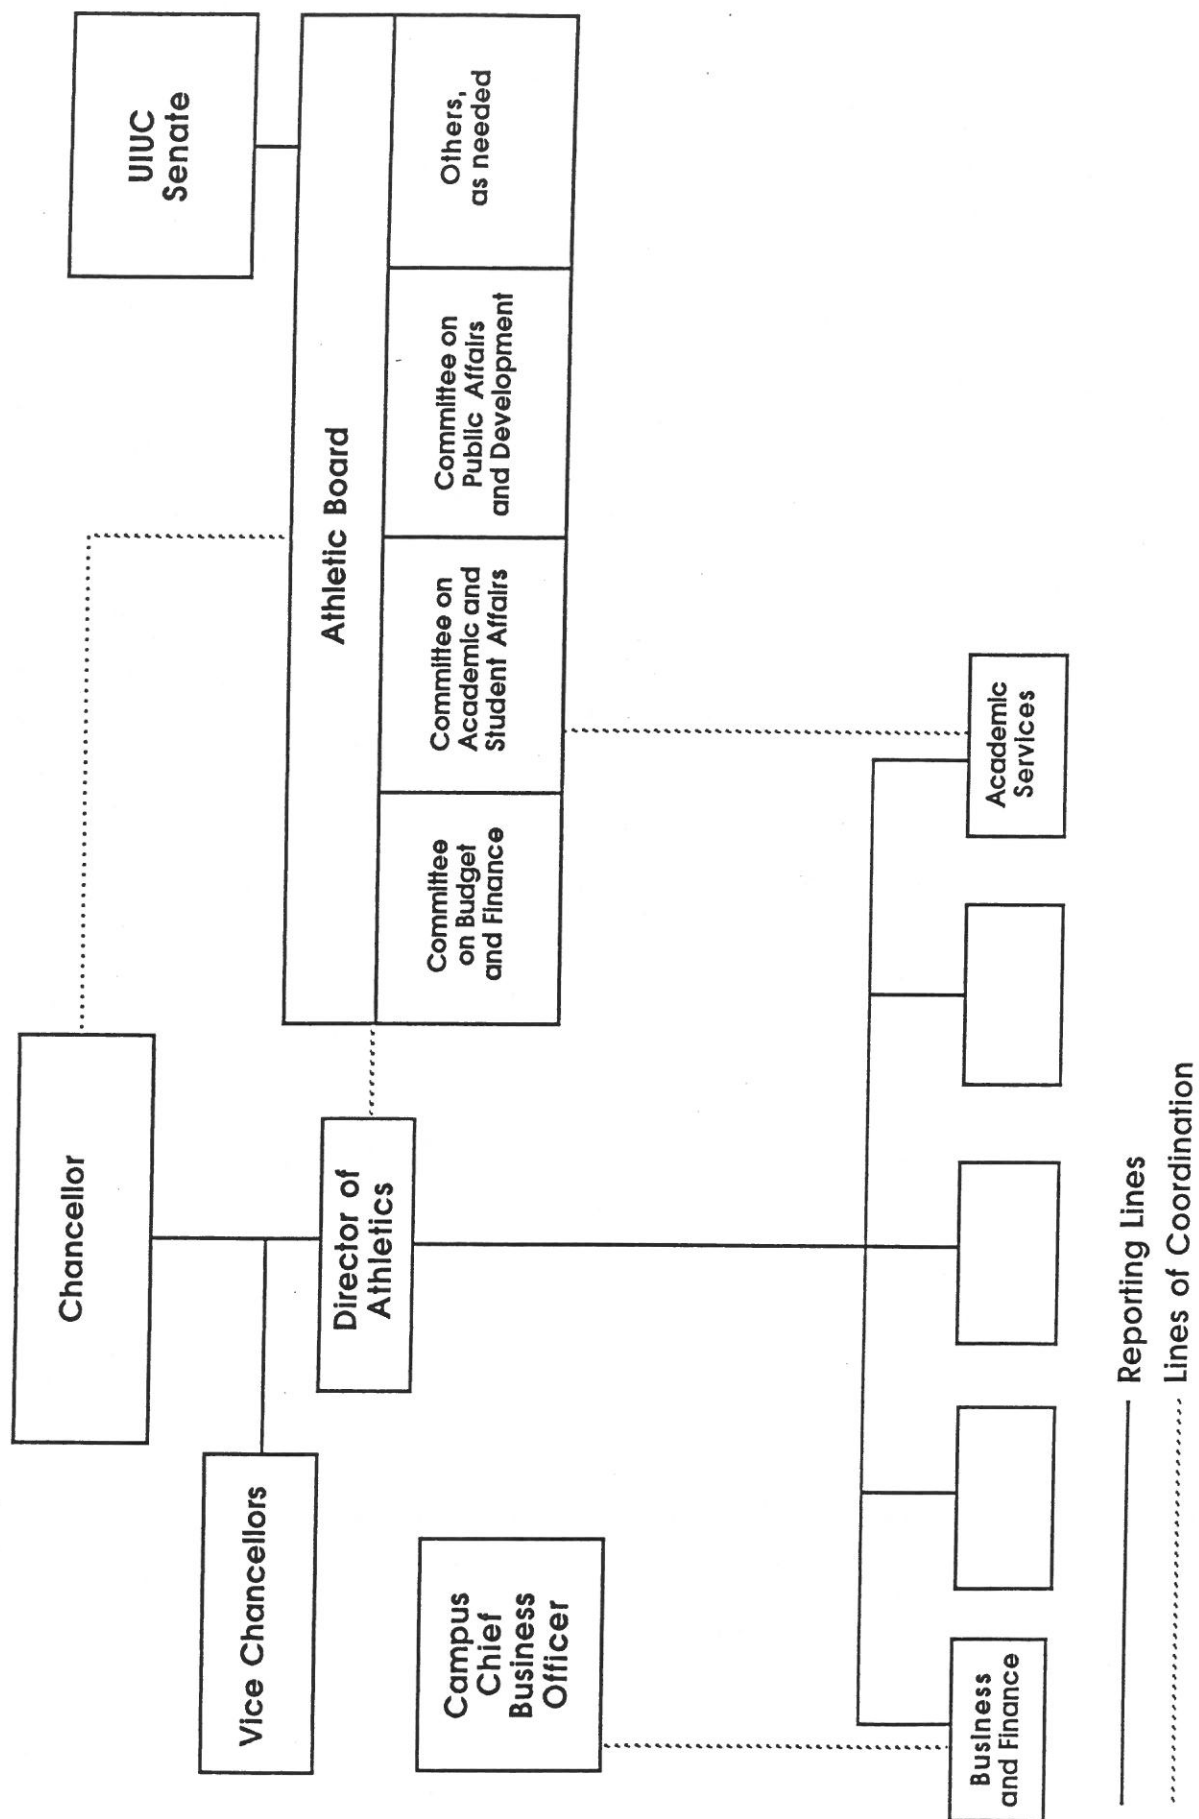 Chancellor
UIUC
Senate
Vice Chancellors
Director of
Athletics
Athletic Board
Committee
on Budget
and Finance
Committee on
Academic and
Student Affairs
Committee on
Public Affairs
and Development
Others,
as needed
Campus
Chief
Business
Officer
Business
and Finance
Academic
Services
Reporting Lines
Lines of Coordination